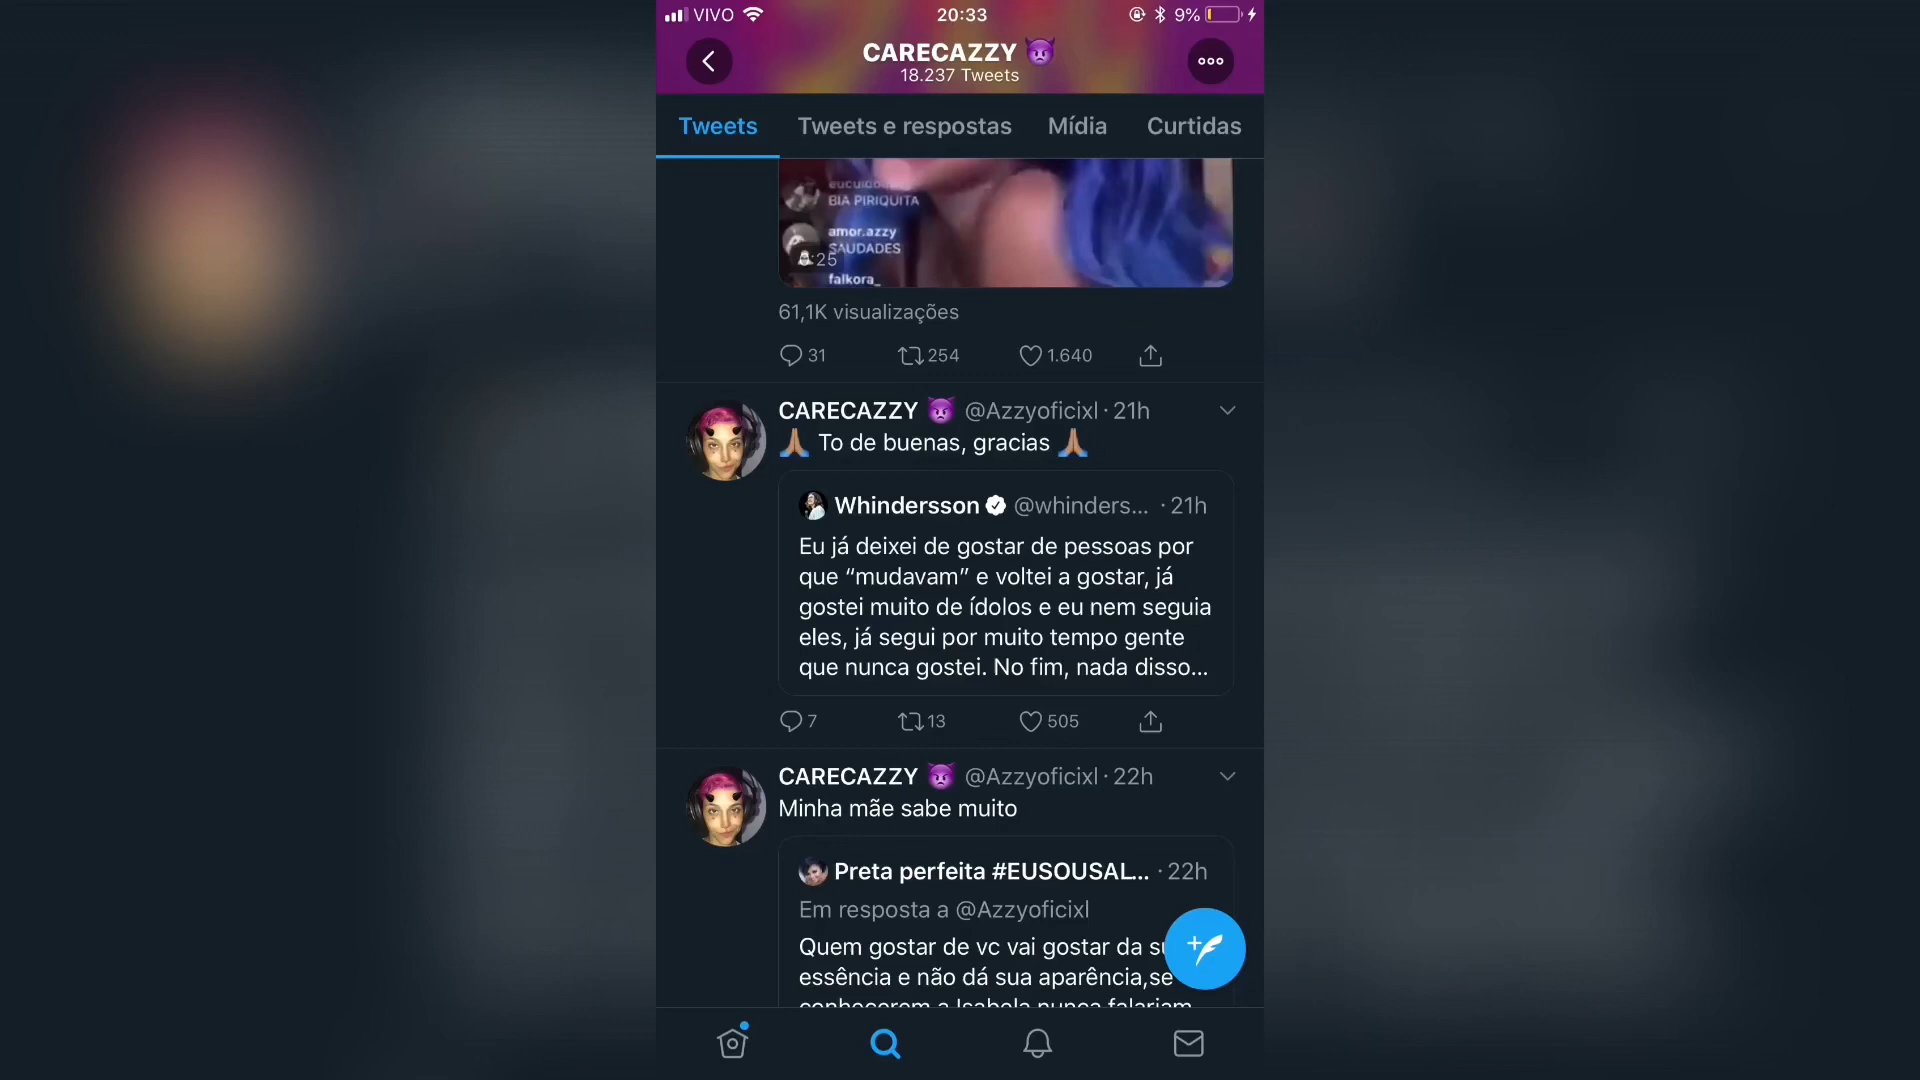 VIVO 20:33 9%
CARECAZZY
18.237 Tweets
Tweets Tweets e respostas Mídia Curtidas
BIA PIRIQUITA
amor.azzy
SAUDADES
:25
falkora_
61,1K visualizações
31 254 1.640
CARECAZZY 😈 @Azzyoficixl · 21h
🙏🏽 To de buenas, gracias 🙏🏽
Whindersson @whinders... · 21h
Eu já deixei de gostar de pessoas por
que “mudavam” e voltei a gostar, já
gostei muito de ídolos e eu nem seguia
eles, já segui por muito tempo gente
que nunca gostei. No fim, nada disso...
7 13 505
CARECAZZY 😈 @Azzyoficixl · 22h
Minha mãe sabe muito
Preta perfeita #EUSOUSAL... · 22h
Em resposta a @Azzyoficixl
Quem gostar de vc vai gostar da
essência e não dá sua aparência,se
conhecerem a Isabela nunca falariam